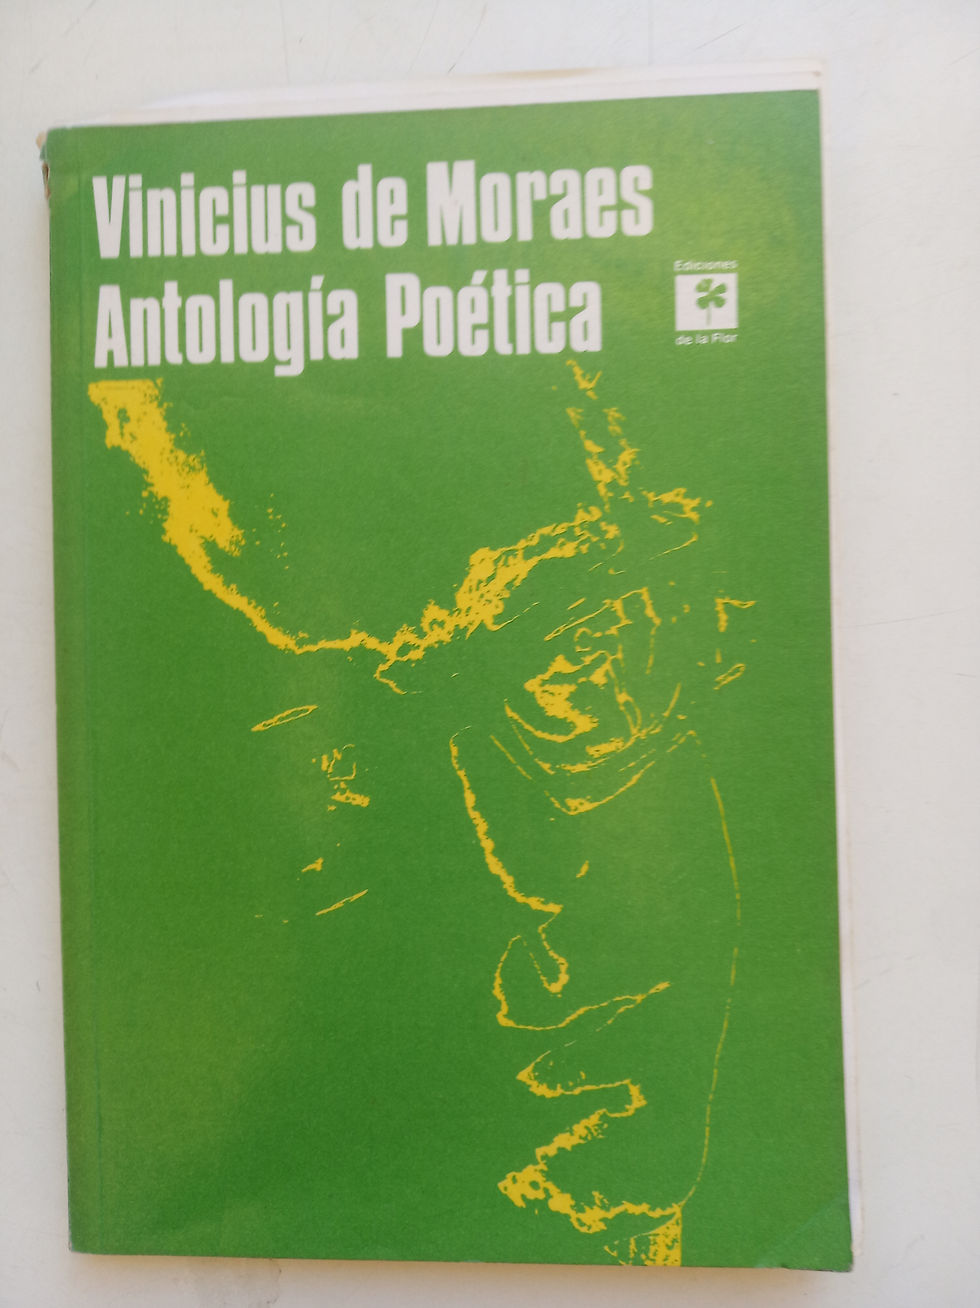 Vinicius de Moraes
Antología Poética
Ediciones
de la Flor